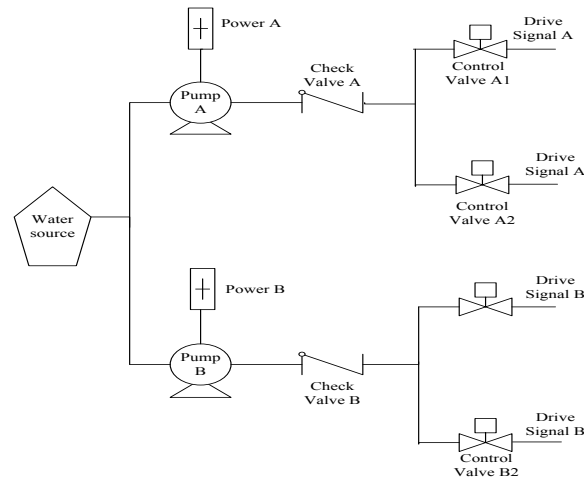 Power A
Drive
Signal A
Pump
A
Check
Valve A
Control
Valve A1
Drive
Signal A
Control
Valve A2
Water
source
Power B
Drive
Signal B
Pump
B
Check
Valve B
Drive
Signal B
Control
Valve B2